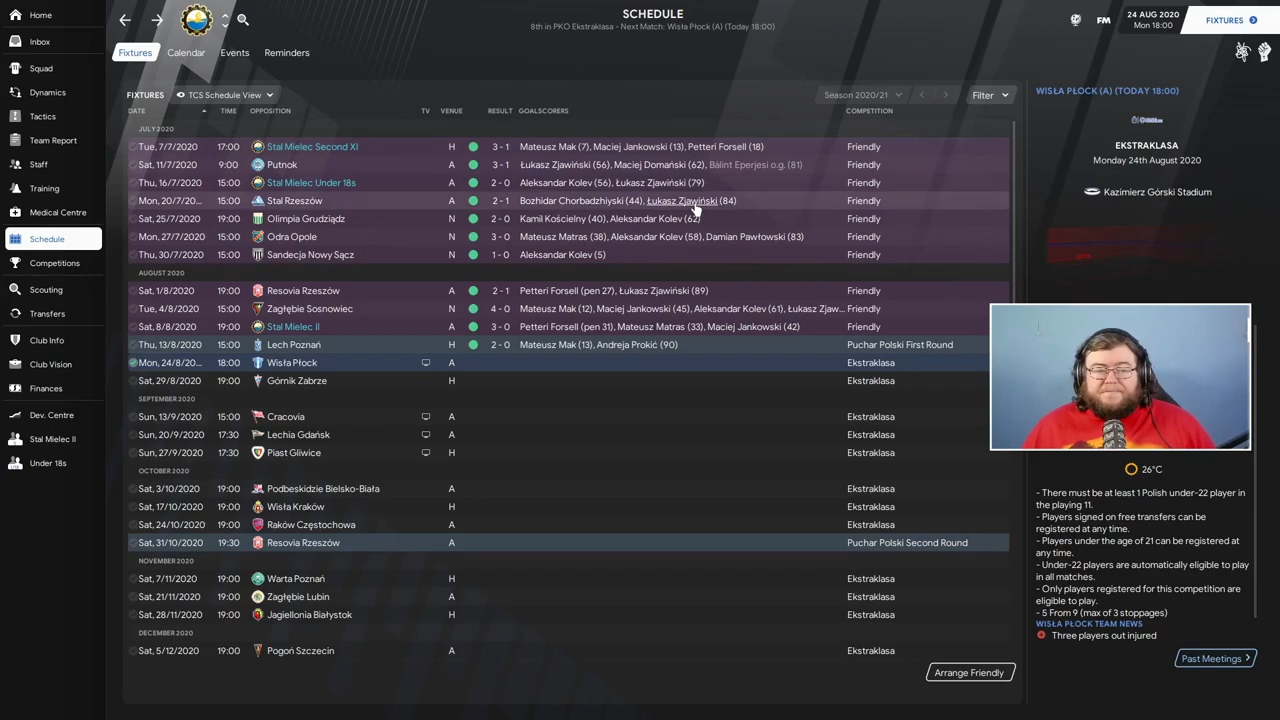 Home
Inbox
Squad
Dynamics
Tactics
Team Report
Staff
Training
Medical Centre
Schedule
Competitions
Scouting
Transfers
Club Info
Club Vision
Finances
Dev. Centre
Stal Mielec II
Under 18s
SCHEDULE
8th in PKO Ekstraklasa - Next Match: Wisła Płock (A) (Today 18:00)
FM
24 AUG 2020
Mon 18:00
FIXTURES
Fixtures Calendar Events Reminders
FIXTURES TCS Schedule View Season 2020/21 Filter
DATE TIME OPPOSITION TV VENUE RESULT GOALSCORERS COMPETITION
JULY 2020
Tue, 7/7/2020 17:00 Stal Mielec Second XI H 3 - 1 Mateusz Mak (7), Maciej Jankowski (13), Petteri Forsell (18) Friendly
Sat, 11/7/2020 9:00 Putnok A 3 - 1 Łukasz Zjawiński (56), Maciej Domański (62), Bálint Eperjesi o.g. (81) Friendly
Thu, 16/7/2020 15:00 Stal Mielec Under 18s A 2 - 0 Aleksandar Kolev (56), Łukasz Zjawiński (79) Friendly
Mon, 20/7/20... 15:00 Stal Rzeszów A 2 - 1 Bozhidar Chorbadzhiyski (44), Łukasz Zjawiński (84) Friendly
Sat, 25/7/2020 19:00 Olimpia Grudziądz N 2 - 0 Kamil Kościelny (40), Aleksandar Kolev (62) Friendly
Mon, 27/7/2020 15:00 Odra Opole N 3 - 0 Mateusz Matras (38), Aleksandar Kolev (58), Damian Pawłowski (83) Friendly
Thu, 30/7/2020 15:00 Sandecja Nowy Sącz N 1 - 0 Aleksandar Kolev (5) Friendly
AUGUST 2020
Sat, 1/8/2020 19:00 Resovia Rzeszów A 2 - 1 Petteri Forsell (pen 27), Łukasz Zjawiński (89) Friendly
Tue, 4/8/2020 15:00 Zagłębie Sosnowiec N 4 - 0 Mateusz Mak (12), Maciej Jankowski (45), Aleksandar Kolev (61), Łukasz Zjaw... Friendly
Sat, 8/8/2020 19:00 Stal Mielec II A 3 - 0 Petteri Forsell (pen 31), Mateusz Matras (33), Maciej Jankowski (42) Friendly
Thu, 13/8/2020 15:00 Lech Poznań H 2 - 0 Mateusz Mak (13), Andreja Prokić (90) Puchar Polski First Round
Mon, 24/8/20... 18:00 Wisła Płock A Ekstraklasa
Sat, 29/8/2020 19:00 Górnik Zabrze H Ekstraklasa
SEPTEMBER 2020
Sun, 13/9/2020 15:00 Cracovia A Ekstraklasa
Sun, 20/9/2020 17:30 Lechia Gdańsk A Ekstraklasa
Sun, 27/9/2020 17:30 Piast Gliwice H Ekstraklasa
OCTOBER 2020
Sat, 3/10/2020 19:00 Podbeskidzie Bielsko-Biała A Ekstraklasa
Sat, 17/10/2020 19:00 Wisła Kraków H Ekstraklasa
Sat, 24/10/2020 19:00 Raków Częstochowa A Ekstraklasa
Sat, 31/10/2020 19:30 Resovia Rzeszów A Puchar Polski Second Round
NOVEMBER 2020
Sat, 7/11/2020 19:00 Warta Poznań H Ekstraklasa
Sat, 21/11/2020 19:00 Zagłębie Lubin A Ekstraklasa
Sat, 28/11/2020 19:00 Jagiellonia Białystok H Ekstraklasa
DECEMBER 2020
Sat, 5/12/2020 19:00 Pogoń Szczecin A Ekstraklasa
Arrange Friendly
WISŁA PŁOCK (A) (TODAY 18:00)
EKSTRAKLASA
Monday 24th August 2020
Kazimierz Górski Stadium
26°C
- There must be at least 1 Polish under-22 player in
the playing 11.
- Players signed on free transfers can be
registered at any time.
- Players under the age of 21 can be registered at
any time.
- Under-22 players are automatically eligible to play
in all matches.
- Only players registered for this competition are
eligible to play.
- 5 From 9 (max of 3 stoppages)
WISŁA PŁOCK TEAM NEWS
Three players out injured
Past Meetings